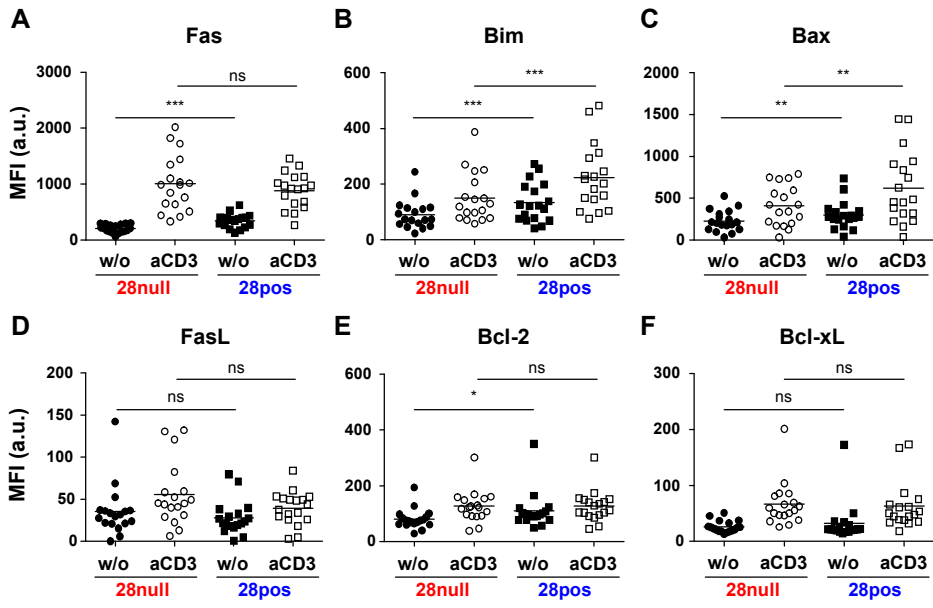 A
Fas
MFI (a.u.)
3000
2000
1000
0
***
ns
w/o aCD3 w/o aCD3
28null 28pos
B
Bim
600
400
200
0
***
***
w/o aCD3 w/o aCD3
28null 28pos
C
Bax
2000
1500
1000
500
0
**
**
w/o aCD3 w/o aCD3
28null 28pos
D
FasL
MFI (a.u.)
200
150
100
50
0
ns
ns
w/o aCD3 w/o aCD3
28null 28pos
E
Bcl-2
600
400
200
0
*
ns
w/o aCD3 w/o aCD3
28null 28pos
F
Bcl-xL
300
200
100
0
ns
ns
w/o aCD3 w/o aCD3
28null 28pos